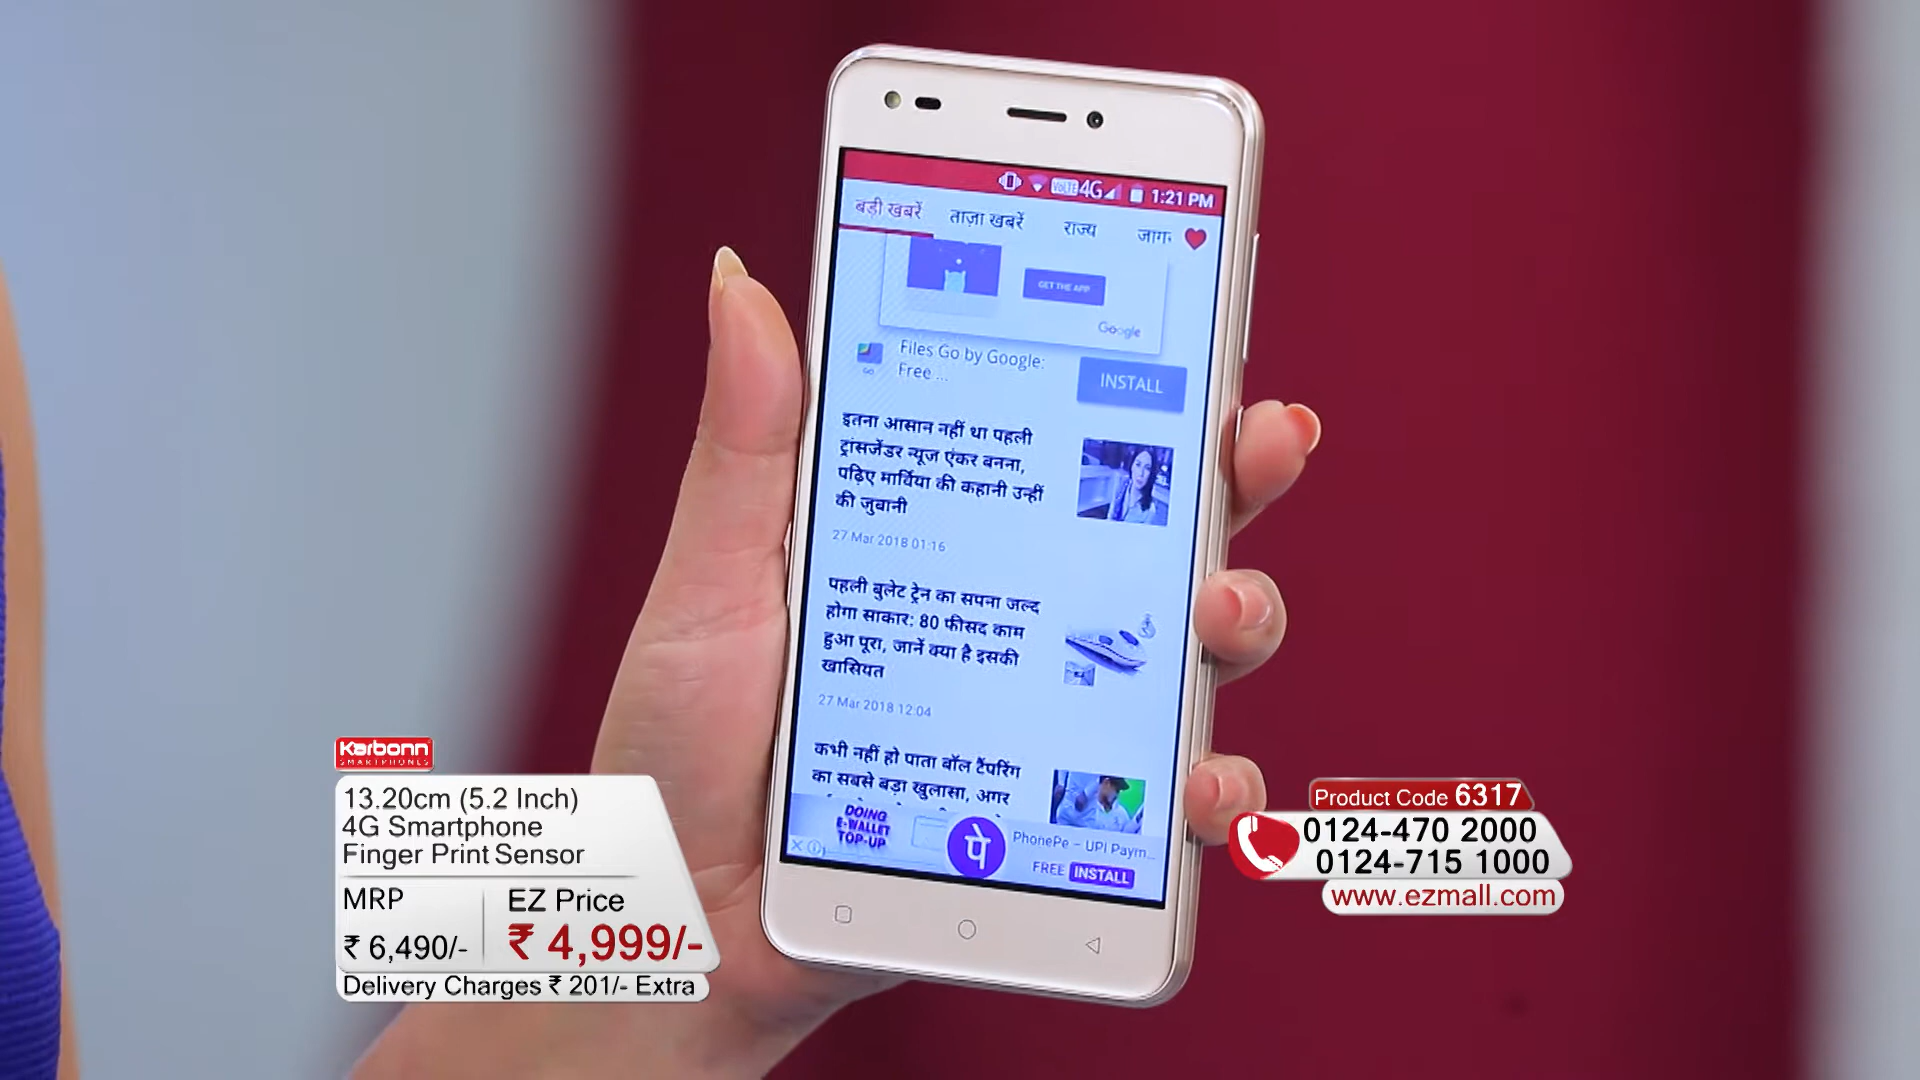 VoLTE 4G 1:21 PM
बड़ी खबरें ताज़ा खबरें राज्य जाग
GET THE APP
Google
Files Go by Google:
Free ...
INSTALL
इतना आसान नहीं था पहली
ट्रांसजेंडर न्यूज एंकर बनना,
पढ़िए मार्विया की कहानी उन्हीं
की जुबानी
27 Mar 2018 01:16
पहली बुलेट ट्रेन का सपना जल्द
होगा साकार: 80 फीसद काम
हुआ पूरा, जानें क्या है इसकी
खासियत
27 Mar 2018 12:04
कभी नहीं हो पाता बॉल टैंपरिंग
का सबसे बड़ा खुलासा, अगर
DOING
E-WALLET
TOP-UP
पे
PhonePe – UPI Paym...
FREE INSTALL
Karbonn
SMARTPHONES
13.20cm (5.2 Inch)
4G Smartphone
Finger Print Sensor
MRP
₹ 6,490/-
EZ Price
₹ 4,999/-
Delivery Charges ₹ 201/- Extra
Product Code 6317
0124-470 2000
0124-715 1000
www.ezmall.com